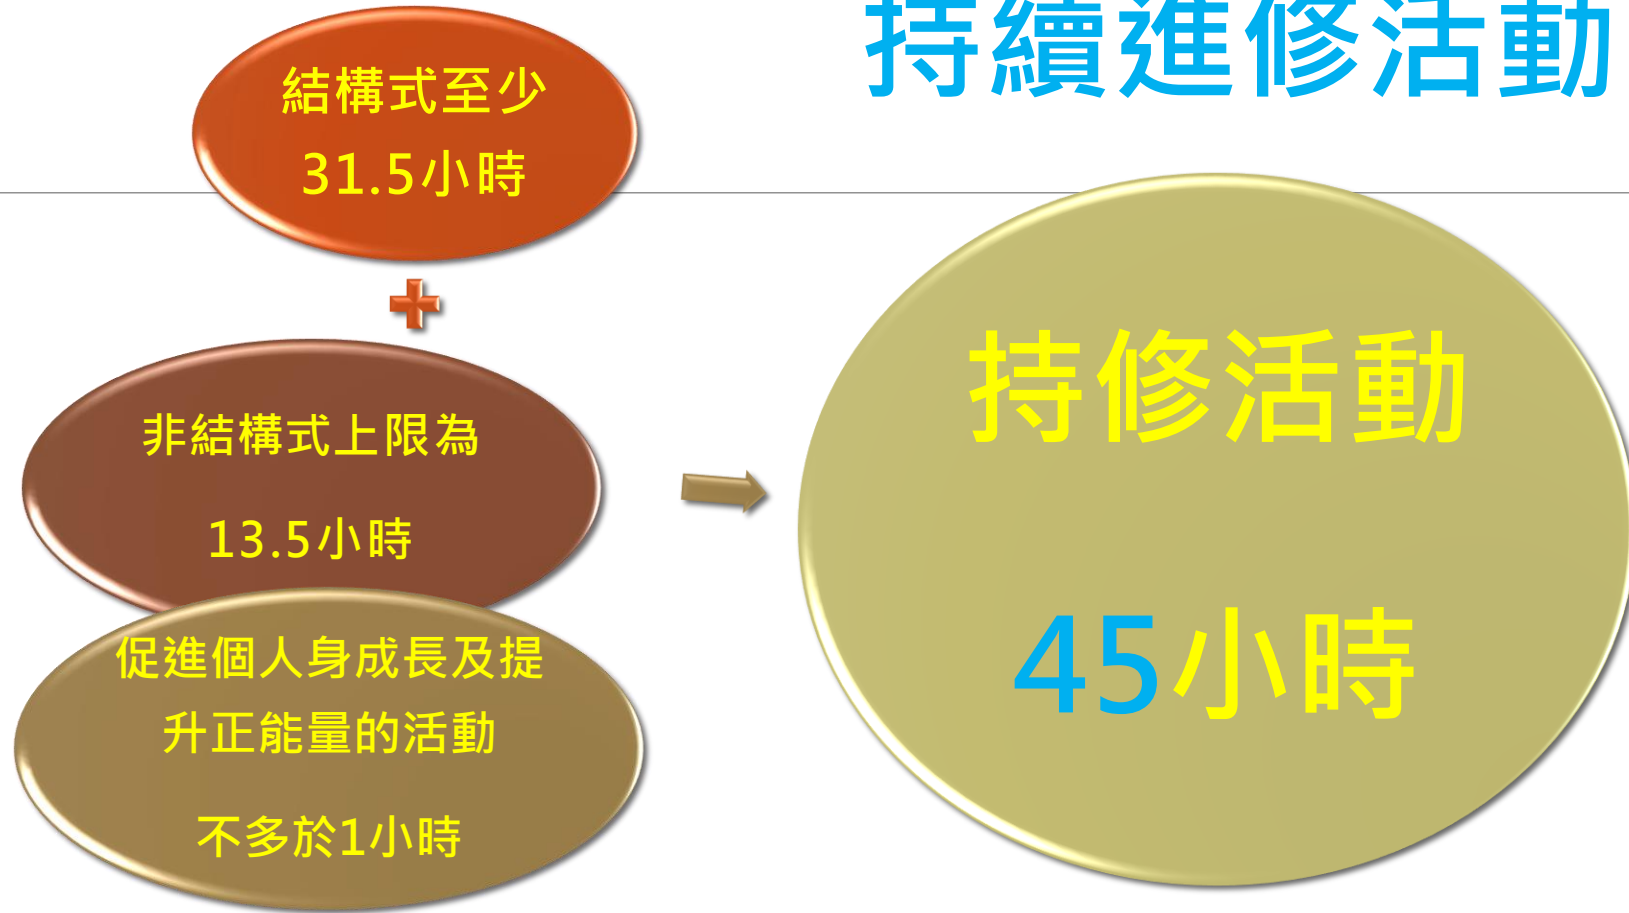 持續進修活動
結構式至少
31.5小時
非結構式上限為
13.5小時
促進個人身成長及提
升正能量的活動
不多於1小時
持修活動
45小時